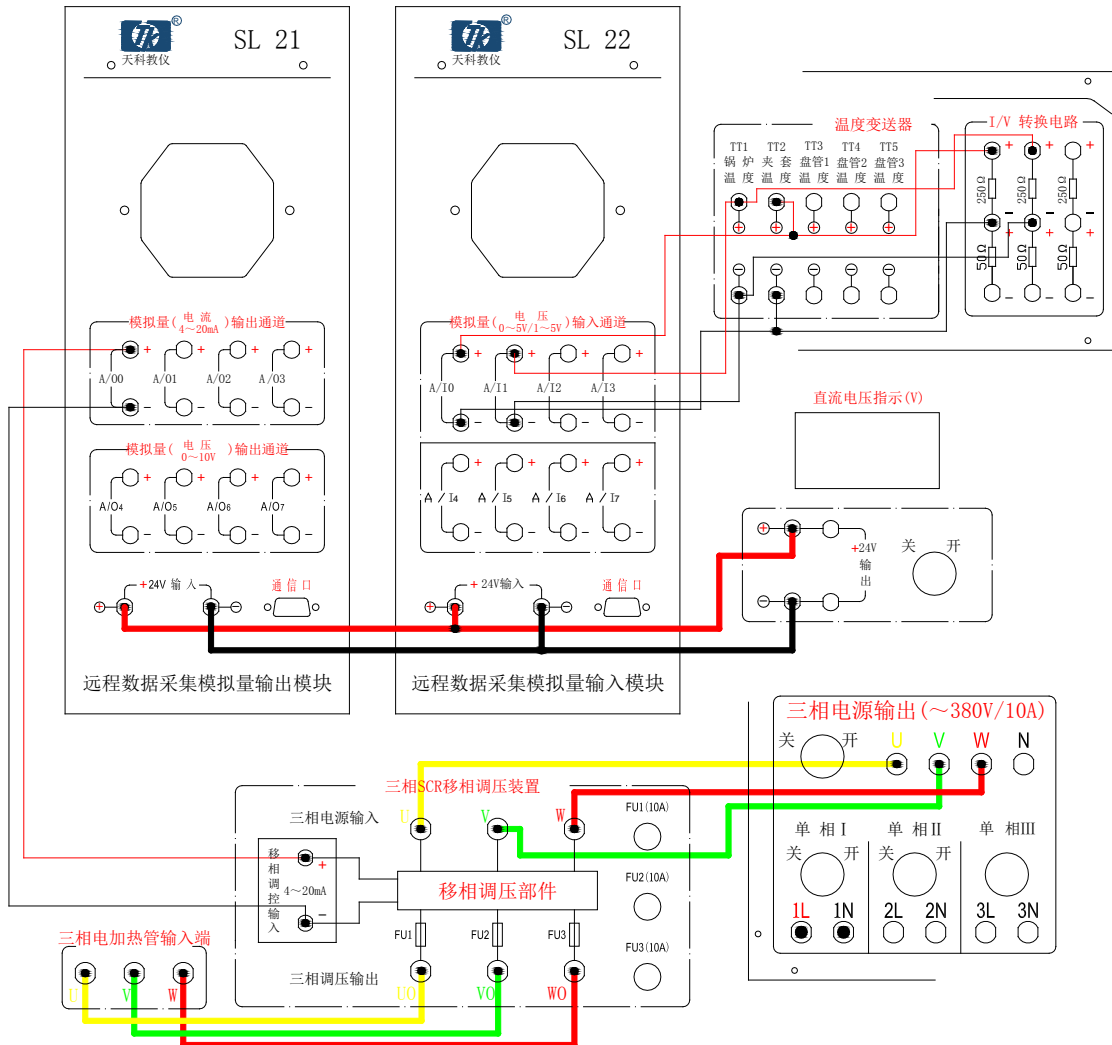 TK ®
天科教仪
SL 21
模拟量(电流4～20mA)输出通道
+ + + +
A/O0 A/O1 A/O2 A/O3
- - - -
模拟量(电压0～10V)输出通道
+ + + +
A/O4 A/O5 A/O6 A/O7
- - - -
+24V 输入
通信口
+ -
远程数据采集模拟量输出模块
TK ®
天科教仪
SL 22
模拟量(电压0～5V/1～5V)输入通道
+ + + +
A/I0 A/I1 A/I2 A/I3
- - - -
+ + + +
A/I4 A/I5 A/I6 A/I7
- - - -
+24V输入
通信口
+ -
远程数据采集模拟量输入模块
温度变送器
TT1 TT2 TT3 TT4 TT5
锅炉 夹套 盘管1 盘管2 盘管3
温度 温度 温度 温度 温度
+ + + + +
- - - - -
I/V 转换电路
+ + +
250Ω 250Ω 250Ω
- - -
+ + +
50Ω 50Ω 50Ω
- - -
直流电压指示(V)
+
+24V
输
出
-
关 开
三相电源输出(～380V/10A)
关 开 U V W N
单相Ⅰ 单相Ⅱ 单相Ⅲ
关 开 关 开
1L 1N 2L 2N 3L 3N
三相SCR移相调压装置
三相电源输入
U V W
FU1(10A)
移相调控输入
+
4～20mA
-
移相调压部件
FU2(10A)
FU1 FU2 FU3
FU3(10A)
三相调压输出
UO VO WO
三相电加热管输入端
U V W